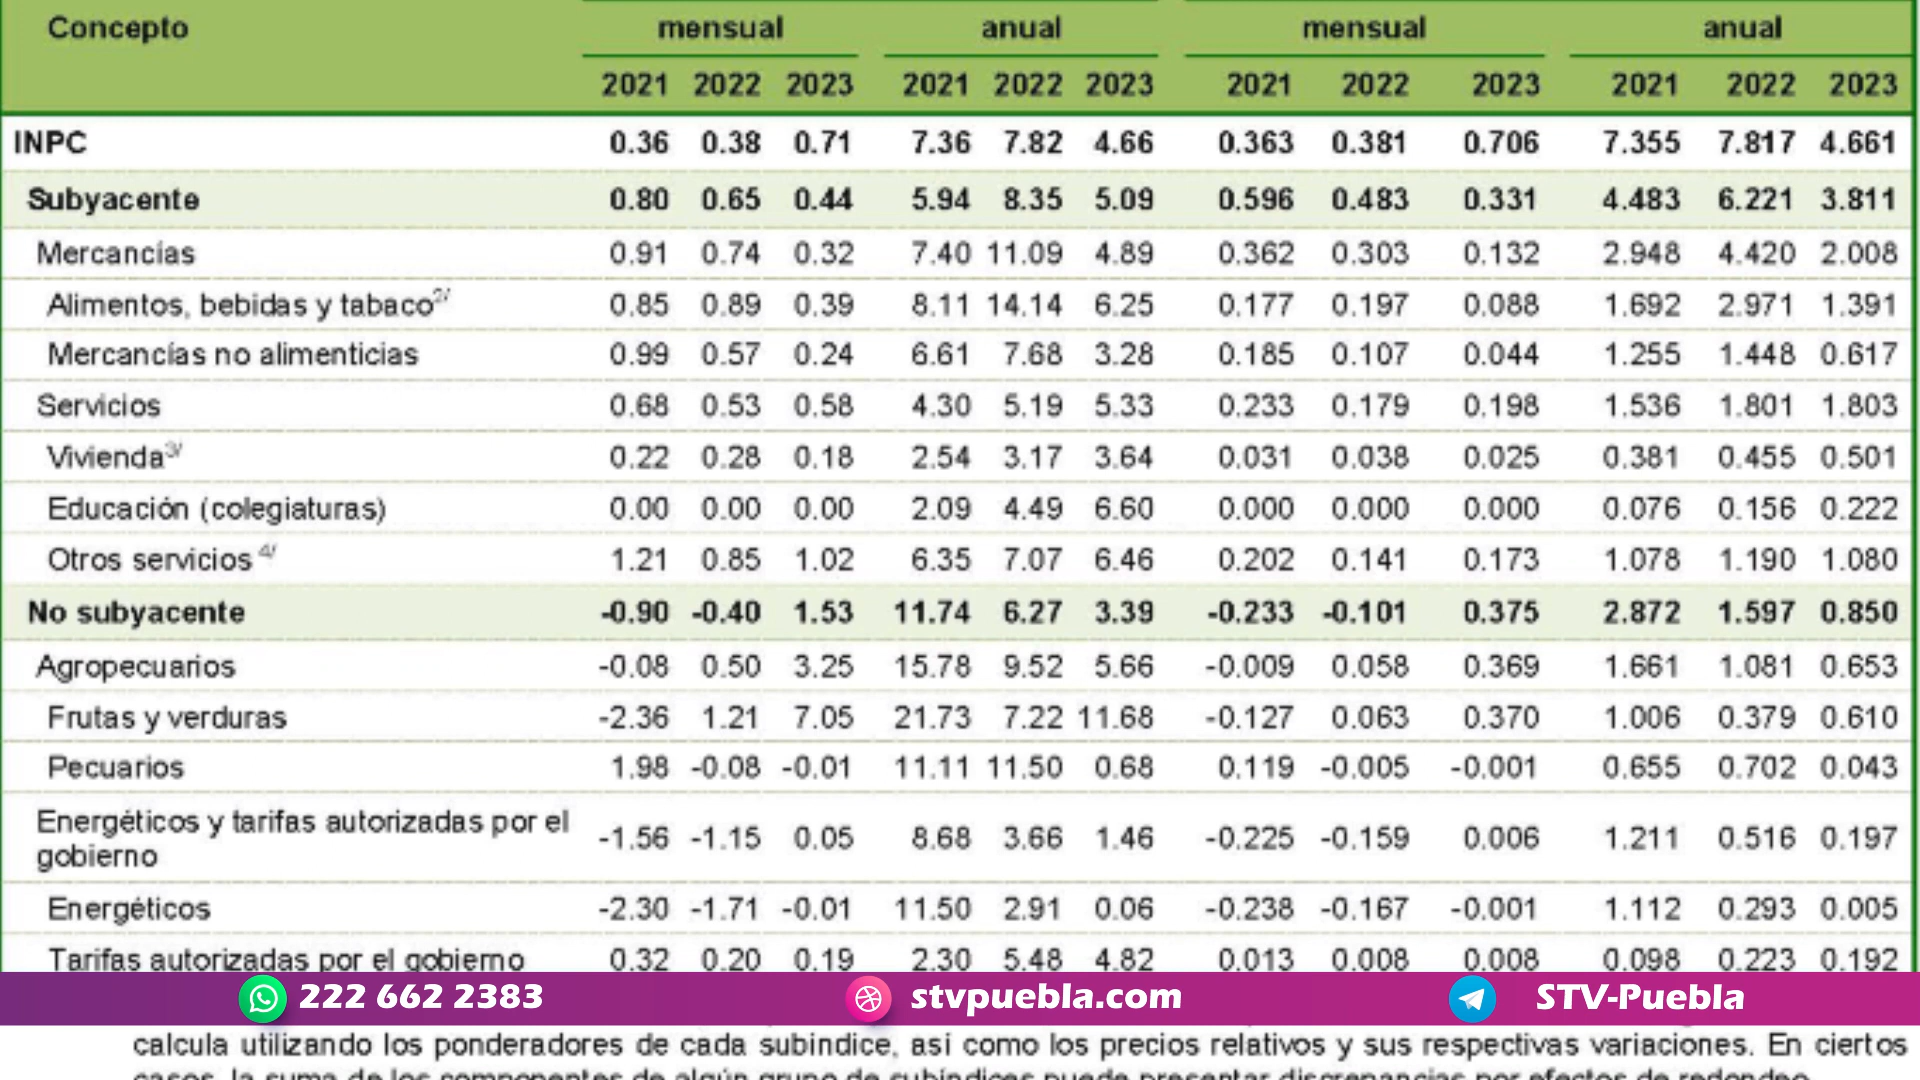 Concepto mensual anual mensual anual
2021 2022 2023 2021 2022 2023 2021 2022 2023 2021 2022 2023
INPC 0.36 0.38 0.71 7.36 7.82 4.66 0.363 0.381 0.706 7.355 7.817 4.661
Subyacente 0.80 0.65 0.44 5.94 8.35 5.09 0.596 0.483 0.331 4.483 6.221 3.811
Mercancías 0.91 0.74 0.32 7.40 11.09 4.89 0.362 0.303 0.132 2.948 4.420 2.008
Alimentos, bebidas y tabaco2/ 0.85 0.89 0.39 8.11 14.14 6.25 0.177 0.197 0.088 1.692 2.971 1.391
Mercancías no alimenticias 0.99 0.57 0.24 6.61 7.68 3.28 0.185 0.107 0.044 1.255 1.448 0.617
Servicios 0.68 0.53 0.58 4.30 5.19 5.33 0.233 0.179 0.198 1.536 1.801 1.803
Vivienda3/ 0.22 0.28 0.18 2.54 3.17 3.64 0.031 0.038 0.025 0.381 0.455 0.501
Educación (colegiaturas) 0.00 0.00 0.00 2.09 4.49 6.60 0.000 0.000 0.000 0.076 0.156 0.222
Otros servicios 4/ 1.21 0.85 1.02 6.35 7.07 6.46 0.202 0.141 0.173 1.078 1.190 1.080
No subyacente -0.90 -0.40 1.53 11.74 6.27 3.39 -0.233 -0.101 0.375 2.872 1.597 0.850
Agropecuarios -0.08 0.50 3.25 15.78 9.52 5.66 -0.009 0.058 0.369 1.661 1.081 0.653
Frutas y verduras -2.36 1.21 7.05 21.73 7.22 11.68 -0.127 0.063 0.370 1.006 0.379 0.610
Pecuarios 1.98 -0.08 -0.01 11.11 11.50 0.68 0.119 -0.005 -0.001 0.655 0.702 0.043
Energéticos y tarifas autorizadas por el
gobierno -1.56 -1.15 0.05 8.68 3.66 1.46 -0.225 -0.159 0.006 1.211 0.516 0.197
Energéticos -2.30 -1.71 -0.01 11.50 2.91 0.06 -0.238 -0.167 -0.001 1.112 0.293 0.005
Tarifas autorizadas por el gobierno 0.32 0.20 0.19 2.30 5.48 4.82 0.013 0.008 0.008 0.098 0.223 0.192
222 662 2383 stvpuebla.com STV-Puebla
calcula utilizando los ponderadores de cada subíndice, así como los precios relativos y sus respectivas variaciones. En ciertos
casos, la suma de los componentes de algún grupo de subíndices puede presentar discrepancias por efectos de redondeo.